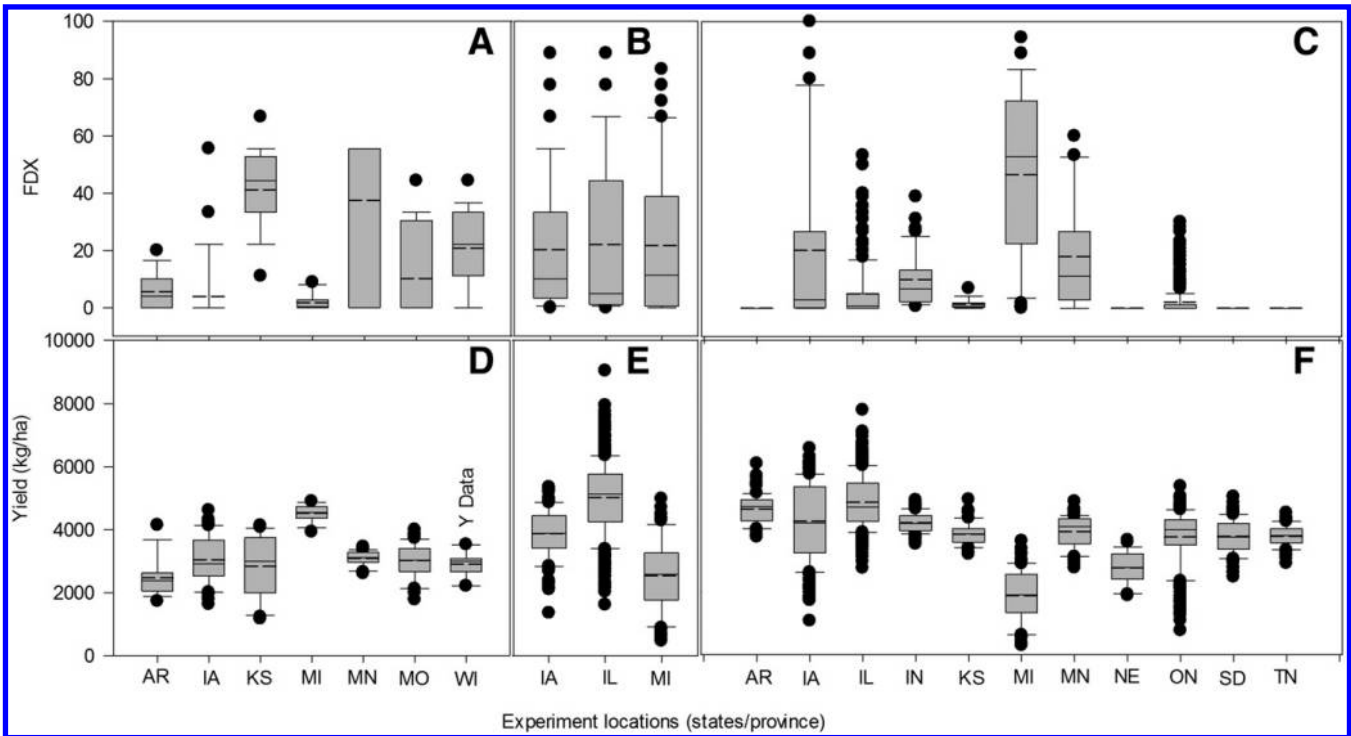 A
B
C
100
80
60
40
20
0
FDX
D
E
F
10000
8000
6000
4000
2000
0
Yield (kg/ha)
Y Data
AR IA KS MI MN MO WI
IA IL MI
AR IA IL IN KS MI MN NE ON SD TN
Experiment locations (states/province)